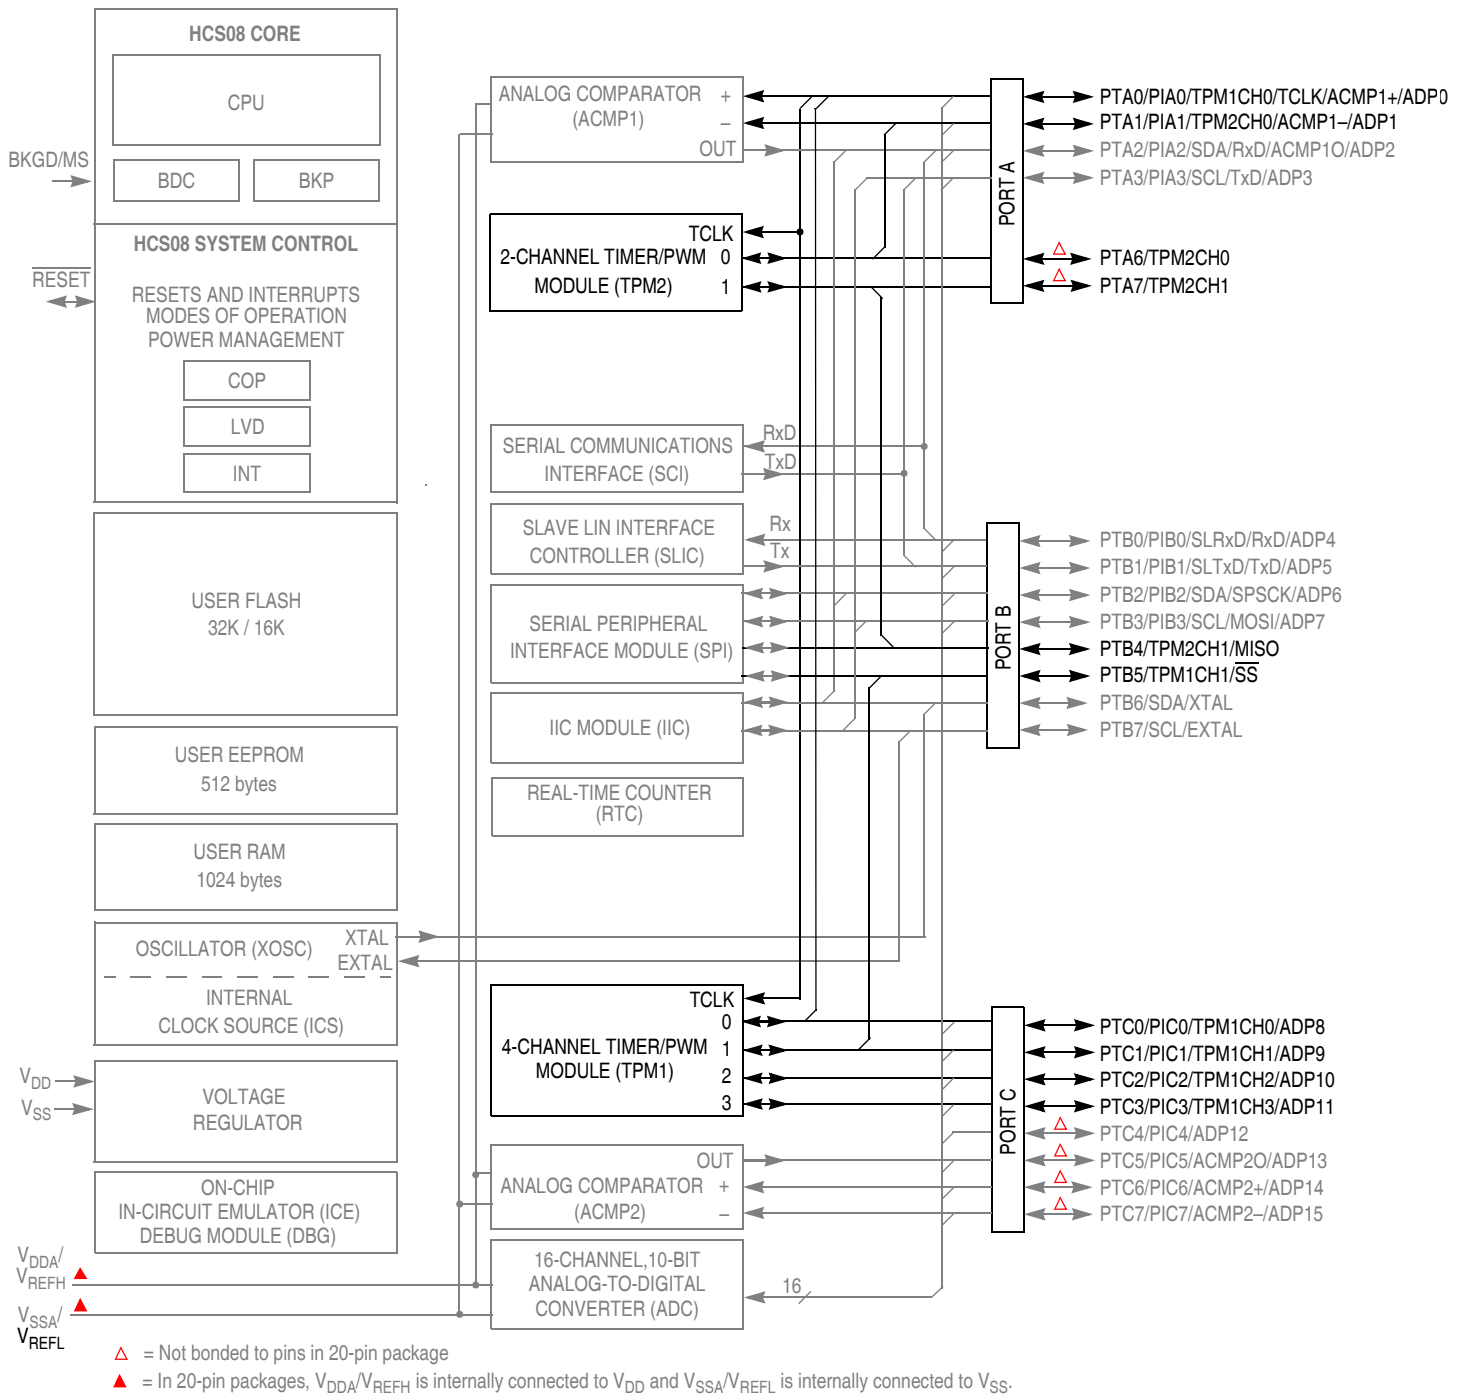 HCS08 CORE
CPU
BKGD/MS
BDC
BKP
HCS08 SYSTEM CONTROL
RESET
RESETS AND INTERRUPTS
MODES OF OPERATION
POWER MANAGEMENT
COP
LVD
INT
USER FLASH
32K / 16K
USER EEPROM
512 bytes
USER RAM
1024 bytes
OSCILLATOR (XOSC)
XTAL
EXTAL
INTERNAL
CLOCK SOURCE (ICS)
VDD
VSS
VOLTAGE
REGULATOR
ON-CHIP
IN-CIRCUIT EMULATOR (ICE)
DEBUG MODULE (DBG)
VDDA/
VREFH
VSSA/
VREFL
ANALOG COMPARATOR
(ACMP1)
+
–
OUT
TCLK
2-CHANNEL TIMER/PWM
MODULE (TPM2)
0
1
SERIAL COMMUNICATIONS
INTERFACE (SCI)
RxD
TxD
SLAVE LIN INTERFACE
CONTROLLER (SLIC)
Rx
Tx
SERIAL PERIPHERAL
INTERFACE MODULE (SPI)
IIC MODULE (IIC)
REAL-TIME COUNTER
(RTC)
TCLK
0
4-CHANNEL TIMER/PWM
MODULE (TPM1)
1
2
3
OUT
ANALOG COMPARATOR
(ACMP2)
+
–
16-CHANNEL,10-BIT
ANALOG-TO-DIGITAL
CONVERTER (ADC)
16
PORT A
PTA0/PIA0/TPM1CH0/TCLK/ACMP1+/ADP0
PTA1/PIA1/TPM2CH0/ACMP1–/ADP1
PTA2/PIA2/SDA/RxD/ACMP1O/ADP2
PTA3/PIA3/SCL/TxD/ADP3
PTA6/TPM2CH0
PTA7/TPM2CH1
PORT B
PTB0/PIB0/SLRxD/RxD/ADP4
PTB1/PIB1/SLTxD/TxD/ADP5
PTB2/PIB2/SDA/SPSCK/ADP6
PTB3/PIB3/SCL/MOSI/ADP7
PTB4/TPM2CH1/MISO
PTB5/TPM1CH1/SS
PTB6/SDA/XTAL
PTB7/SCL/EXTAL
PORT C
PTC0/PIC0/TPM1CH0/ADP8
PTC1/PIC1/TPM1CH1/ADP9
PTC2/PIC2/TPM1CH2/ADP10
PTC3/PIC3/TPM1CH3/ADP11
PTC4/PIC4/ADP12
PTC5/PIC5/ACMP2O/ADP13
PTC6/PIC6/ACMP2+/ADP14
PTC7/PIC7/ACMP2–/ADP15
△ = Not bonded to pins in 20-pin package
▲ = In 20-pin packages, VDDA/VREFH is internally connected to VDD and VSSA/VREFL is internally connected to VSS.